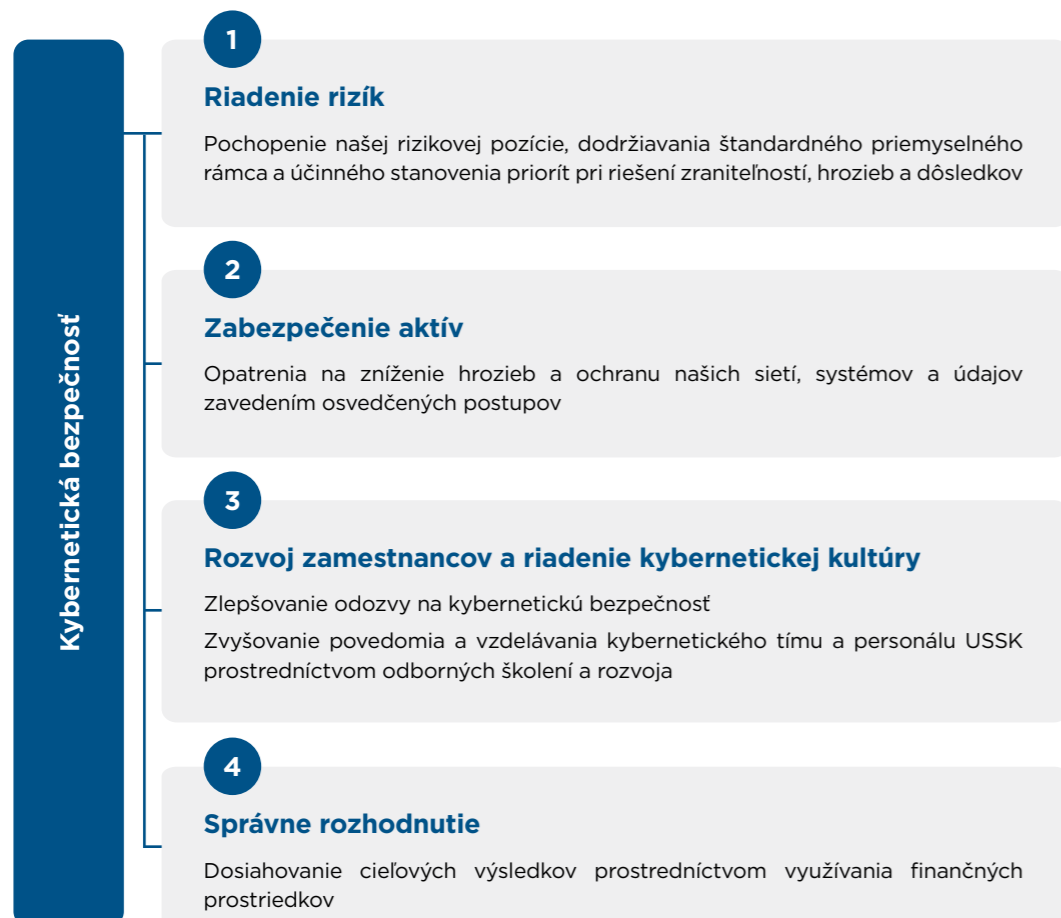 Kybernetická bezpečnosť
1
Riadenie rizík
Pochopenie našej rizikovej pozície, dodržiavania štandardného priemyselného
rámca a účinného stanovenia priorít pri riešení zraniteľností, hrozieb a dôsledkov
2
Zabezpečenie aktív
Opatrenia na zníženie hrozieb a ochranu našich sietí, systémov a údajov
zavedením osvedčených postupov
3
Rozvoj zamestnancov a riadenie kybernetickej kultúry
Zlepšovanie odozvy na kybernetickú bezpečnosť
Zvyšovanie povedomia a vzdelávania kybernetického tímu a personálu USSK
prostredníctvom odborných školení a rozvoja
4
Správne rozhodnutie
Dosiahovanie cieľových výsledkov prostredníctvom využívania finančných
prostriedkov